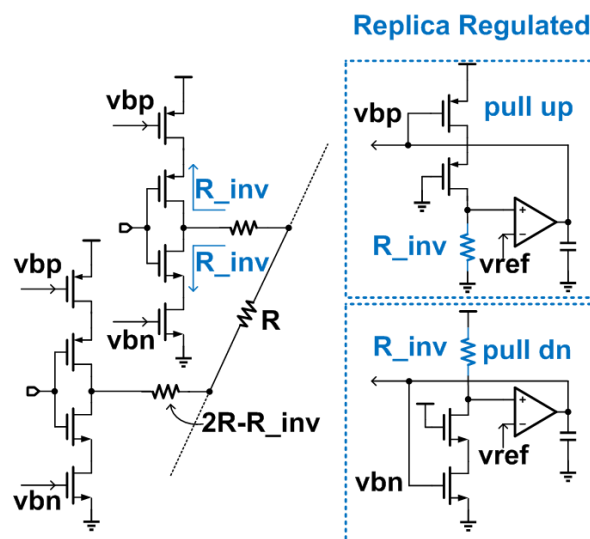 Replica Regulated
vbp
vbp
pull up
R_inv
+
−
R_inv
R_inv
vref
vbp
R
vbn
R_inv
pull dn
+
−
2R-R_inv
vref
vbn
vbn